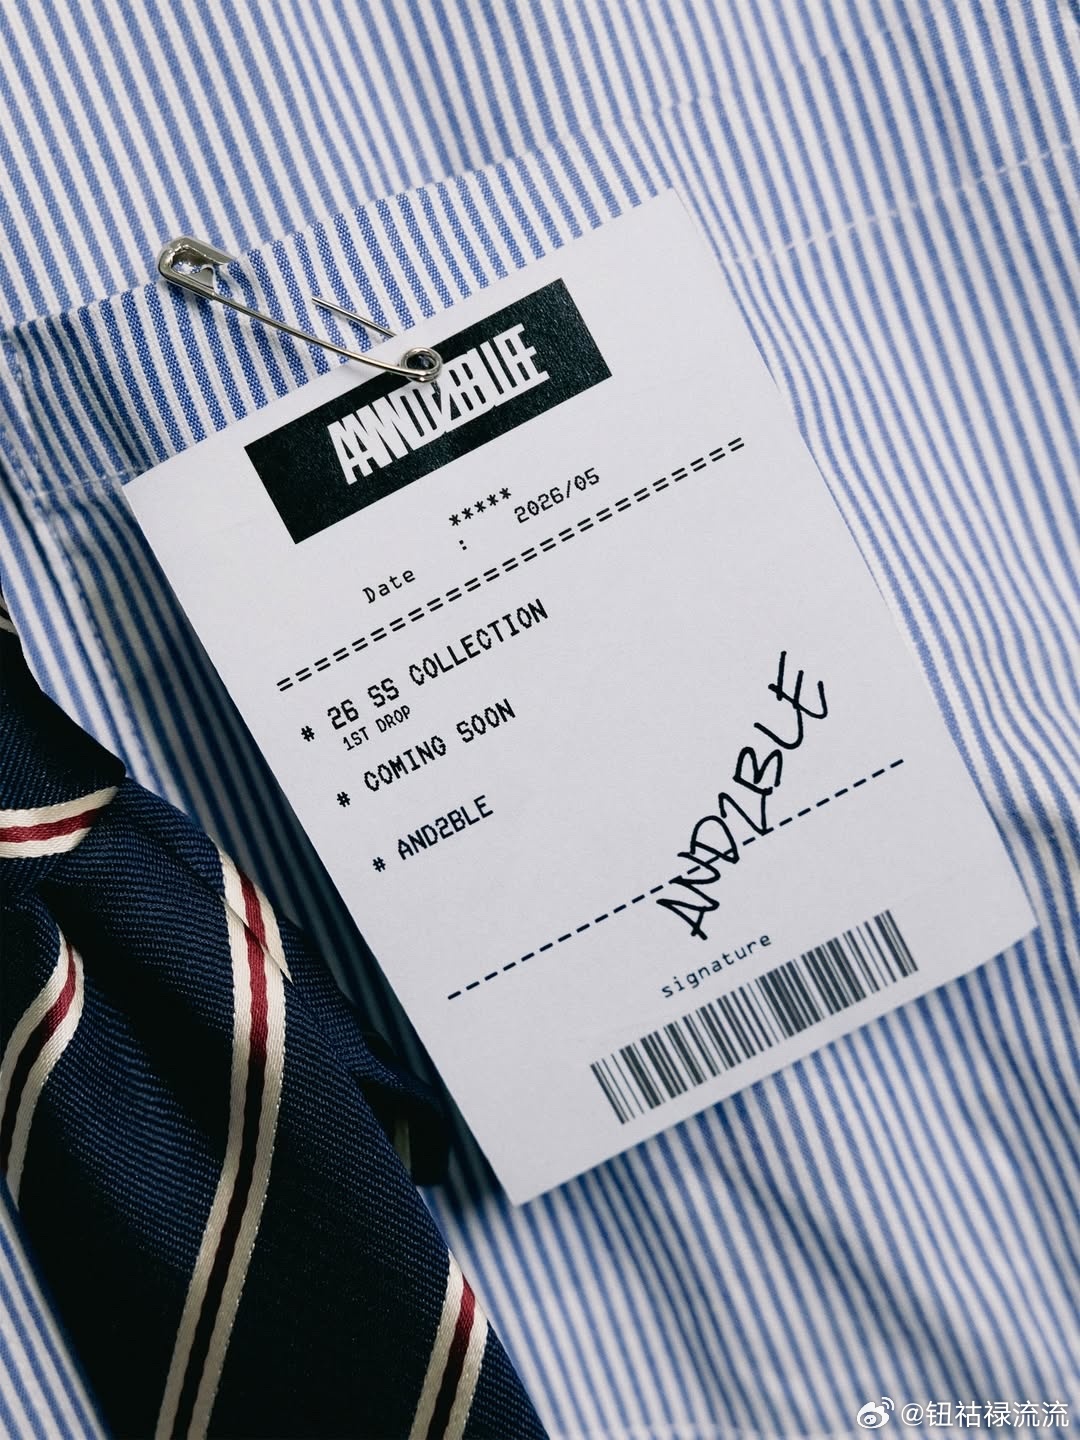 AND2BLE
*****
Date : 2026/05
==============================
# 26 SS COLLECTION
1ST DROP
# COMING SOON
# AND2BLE
AND2BLE
signature
@钮祜禄流流